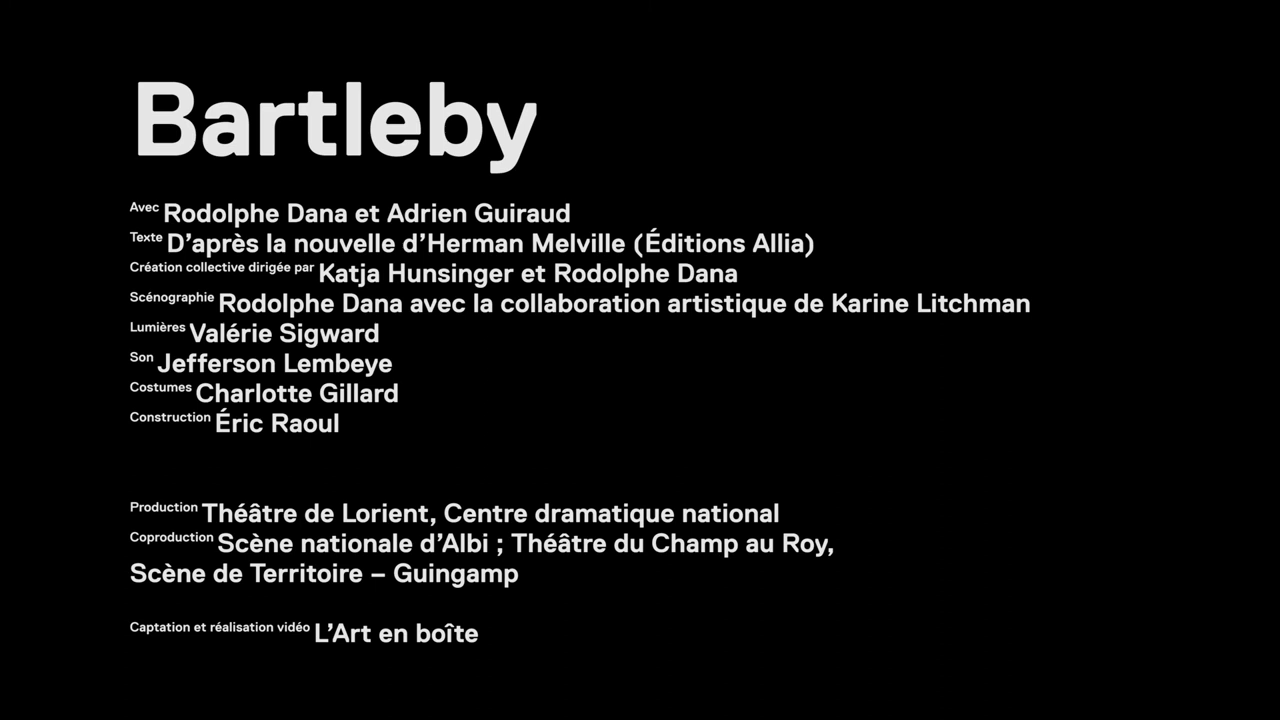 Bartleby
Avec Rodolphe Dana et Adrien Guiraud
Texte D’après la nouvelle d’Herman Melville (Éditions Allia)
Création collective dirigée par Katja Hunsinger et Rodolphe Dana
Scénographie Rodolphe Dana avec la collaboration artistique de Karine Litchman
Lumières Valérie Sigward
Son Jefferson Lembeye
Costumes Charlotte Gillard
Construction Éric Raoul
Production Théâtre de Lorient, Centre dramatique national
Coproduction Scène nationale d’Albi ; Théâtre du Champ au Roy,
Scène de Territoire – Guingamp
Captation et réalisation vidéo L’Art en boîte